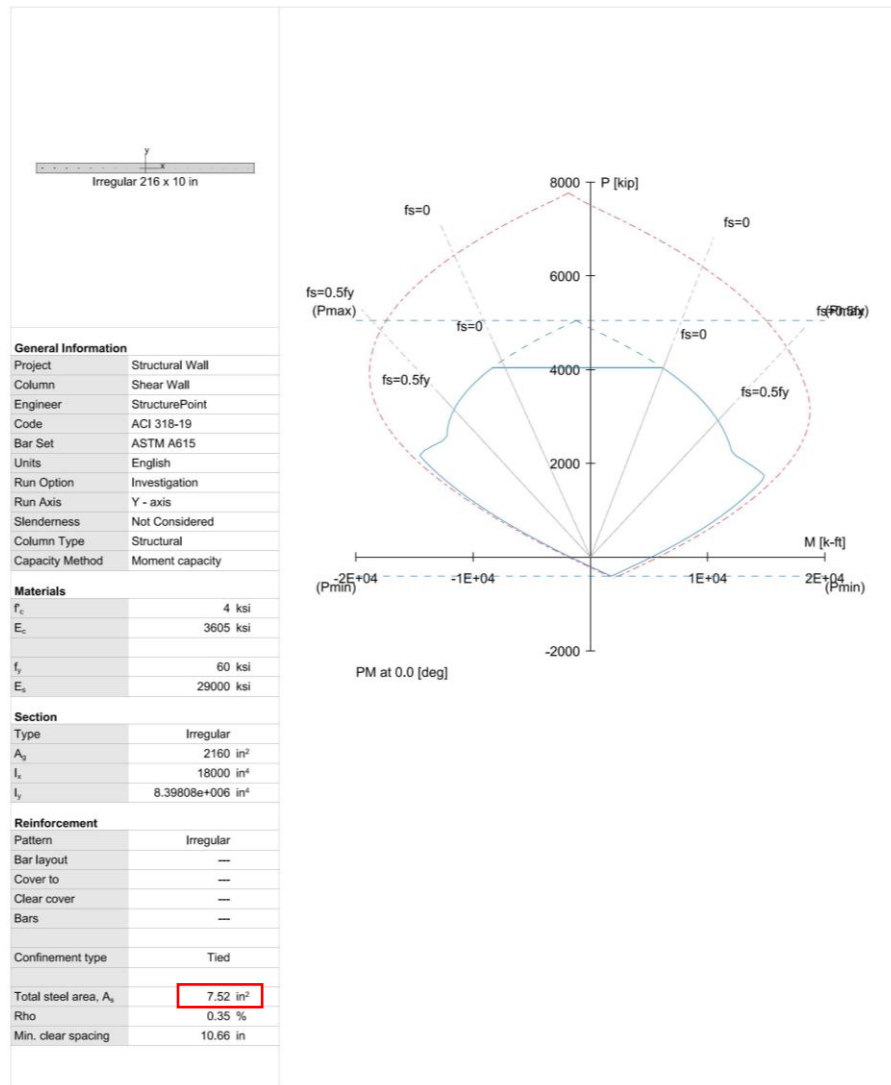 y
x
Irregular 216 x 10 in
General Information
Project Structural Wall
Column Shear Wall
Engineer StructurePoint
Code ACI 318-19
Bar Set ASTM A615
Units English
Run Option Investigation
Run Axis Y - axis
Slenderness Not Considered
Column Type Structural
Capacity Method Moment capacity
Materials
f'c 4 ksi
Ec 3605 ksi
fy 60 ksi
Es 29000 ksi
Section
Type Irregular
Ag 2160 in²
Ix 18000 in⁴
Iy 8.39808e+006 in⁴
Reinforcement
Pattern Irregular
Bar layout ---
Cover to ---
Clear cover ---
Bars ---
Confinement type Tied
Total steel area, As 7.52 in²
Rho 0.35 %
Min. clear spacing 10.66 in
8000 P [kip]
fs=0
fs=0
6000
fs=0.5fy
(Pmax)
fs=0.5fy
(Pmax)
fs=0
fs=0
4000
fs=0.5fy
fs=0.5fy
2000
M [k-ft]
-2E+04 -1E+04 1E+04 2E+04
(Pmin) (Pmin)
-2000
PM at 0.0 [deg]